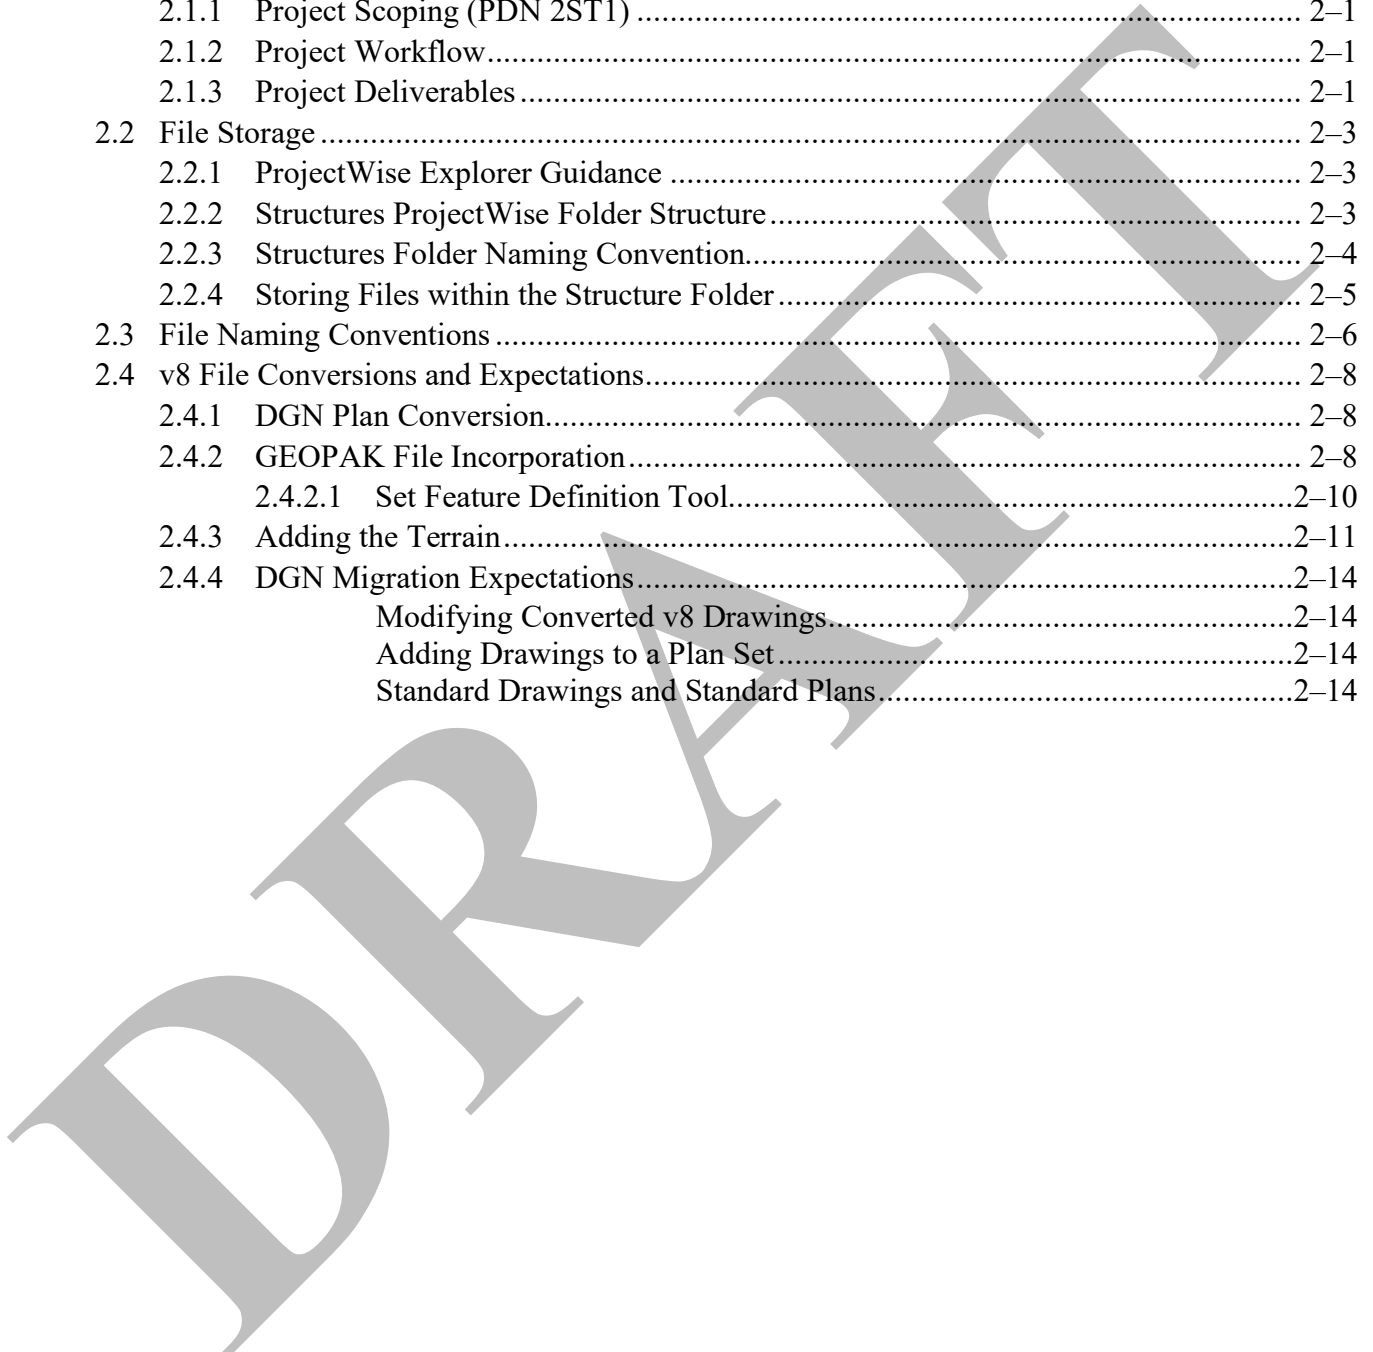 2.1.1 Project Scoping (PDN 2ST1) ........ 2–1
2.1.2 Project Workflow ........ 2–1
2.1.3 Project Deliverables ........ 2–1
2.2 File Storage ........ 2–3
2.2.1 ProjectWise Explorer Guidance ........ 2–3
2.2.2 Structures ProjectWise Folder Structure ........ 2–3
2.2.3 Structures Folder Naming Convention ........ 2–4
2.2.4 Storing Files within the Structure Folder ........ 2–5
2.3 File Naming Conventions ........ 2–6
2.4 v8 File Conversions and Expectations ........ 2–8
2.4.1 DGN Plan Conversion ........ 2–8
2.4.2 GEOPAK File Incorporation ........ 2–8
2.4.2.1 Set Feature Definition Tool ........ 2–10
2.4.3 Adding the Terrain ........ 2–11
2.4.4 DGN Migration Expectations ........ 2–14
Modifying Converted v8 Drawings ........ 2–14
Adding Drawings to a Plan Set ........ 2–14
Standard Drawings and Standard Plans ........ 2–14
DRAFT